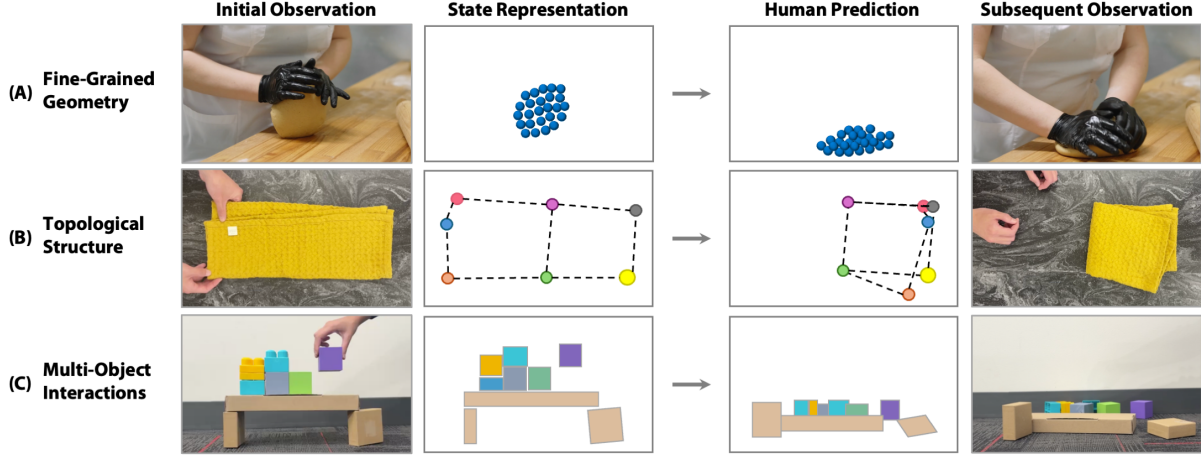 Initial Observation
State Representation
Human Prediction
Subsequent Observation
(A) Fine-Grained
Geometry
(B) Topological
Structure
(C) Multi-Object
Interactions